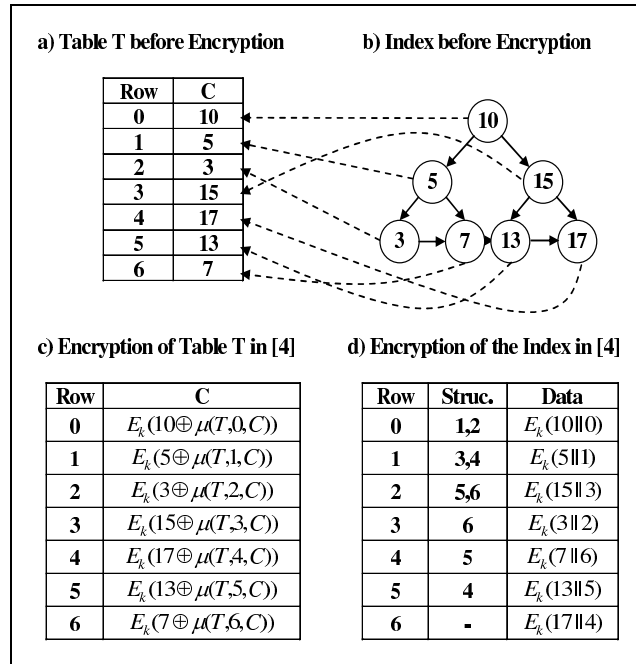 a) Table T before Encryption
b) Index before Encryption
Row C
0 10
1 5
2 3
3 15
4 17
5 13
6 7
10
5 15
3 7 13 17
c) Encryption of Table T in [4]
Row C
0 E_k(10⊕μ(T,0,C))
1 E_k(5⊕μ(T,1,C))
2 E_k(3⊕μ(T,2,C))
3 E_k(15⊕μ(T,3,C))
4 E_k(17⊕μ(T,4,C))
5 E_k(13⊕μ(T,5,C))
6 E_k(7⊕μ(T,6,C))
d) Encryption of the Index in [4]
Row Struc. Data
0 1,2 E_k(10||0)
1 3,4 E_k(5||1)
2 5,6 E_k(15||3)
3 6 E_k(3||2)
4 5 E_k(7||6)
5 4 E_k(13||5)
6 - E_k(17||4)